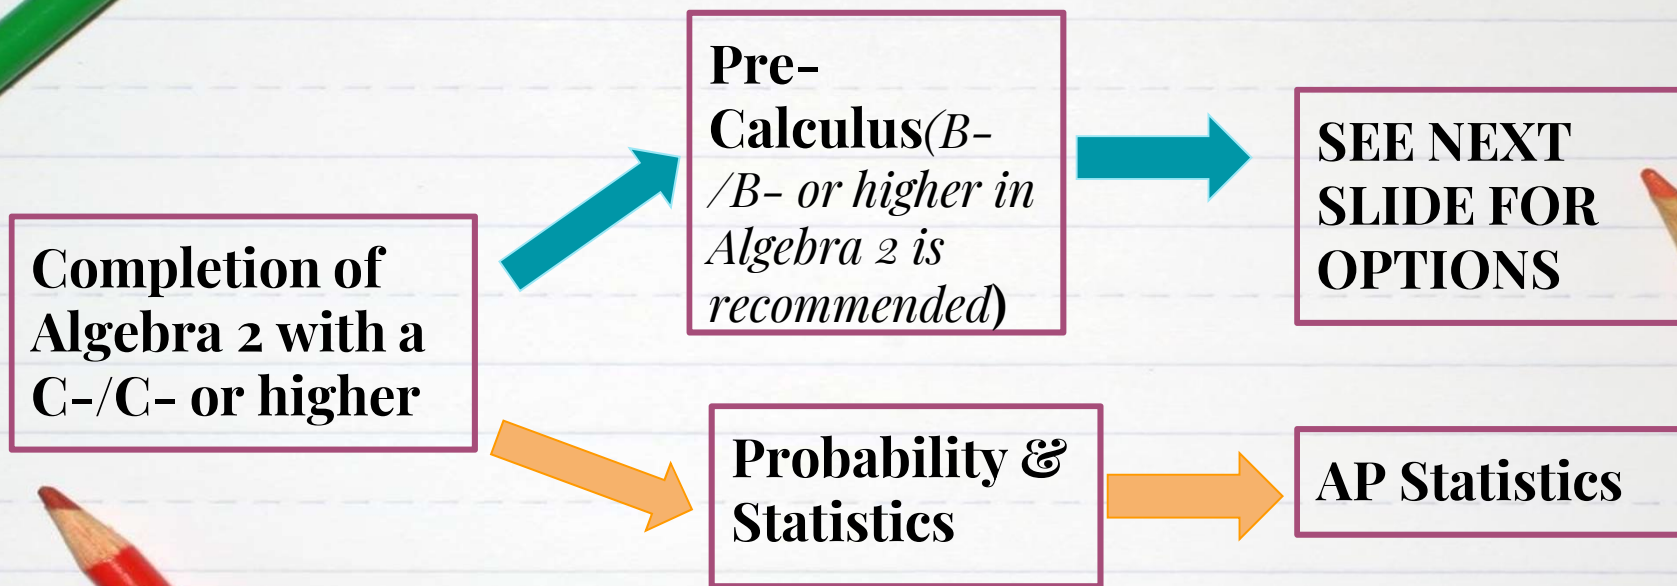 Completion of
Algebra 2 with a
C-/C- or higher
Pre-
Calculus(B-
/B- or higher in
Algebra 2 is
recommended)
SEE NEXT
SLIDE FOR
OPTIONS
Probability &
Statistics
AP Statistics